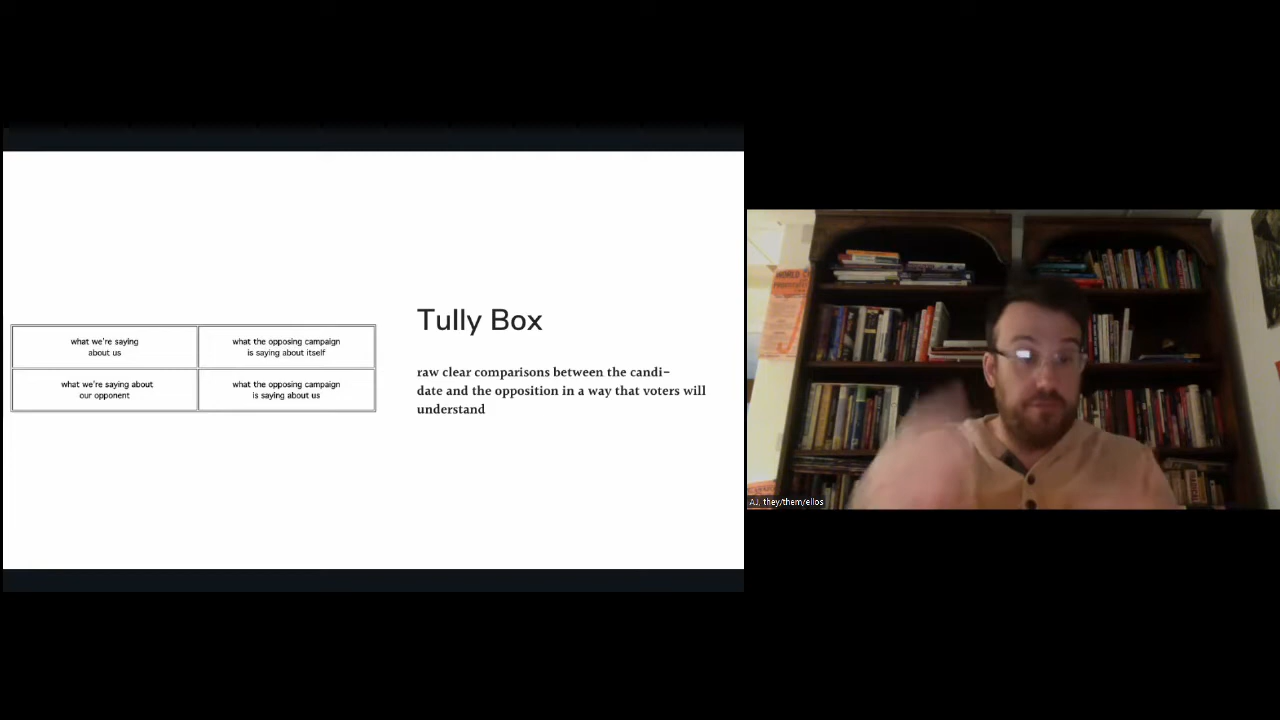 Tully Box
what we're saying
about us
what the opposing campaign
is saying about itself
what we're saying about
our opponent
what the opposing campaign
is saying about us
raw clear comparisons between the candi-
date and the opposition in a way that voters will
understand
WORLD
AJ, they/them/ellos